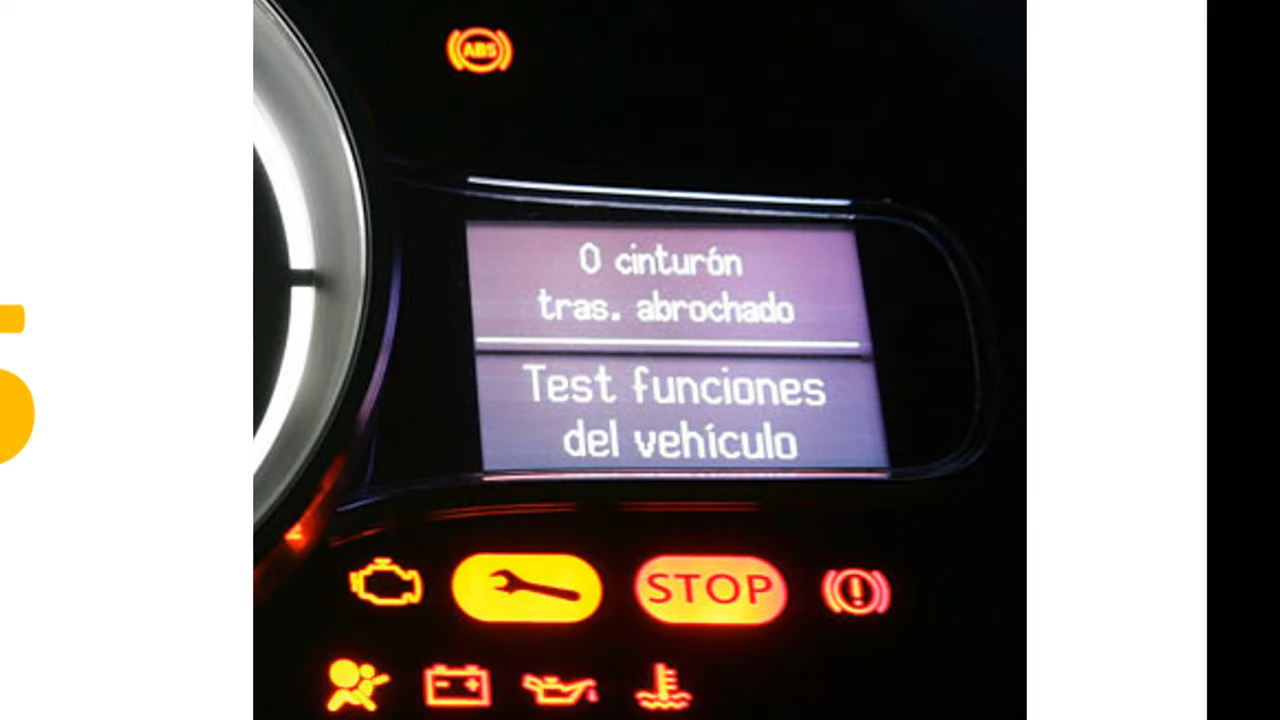 ABS
0 cinturón
tras. abrochado
Test funciones
del vehículo
STOP